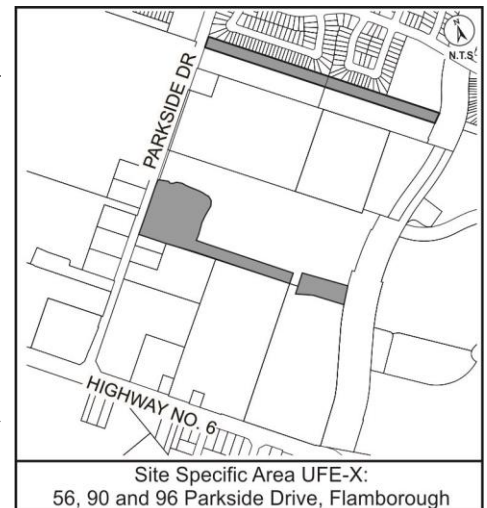 N
N.T.S
PARKSIDE DR
HIGHWAY NO. 6
Site Specific Area UFE-X:
56, 90 and 96 Parkside Drive, Flamborough